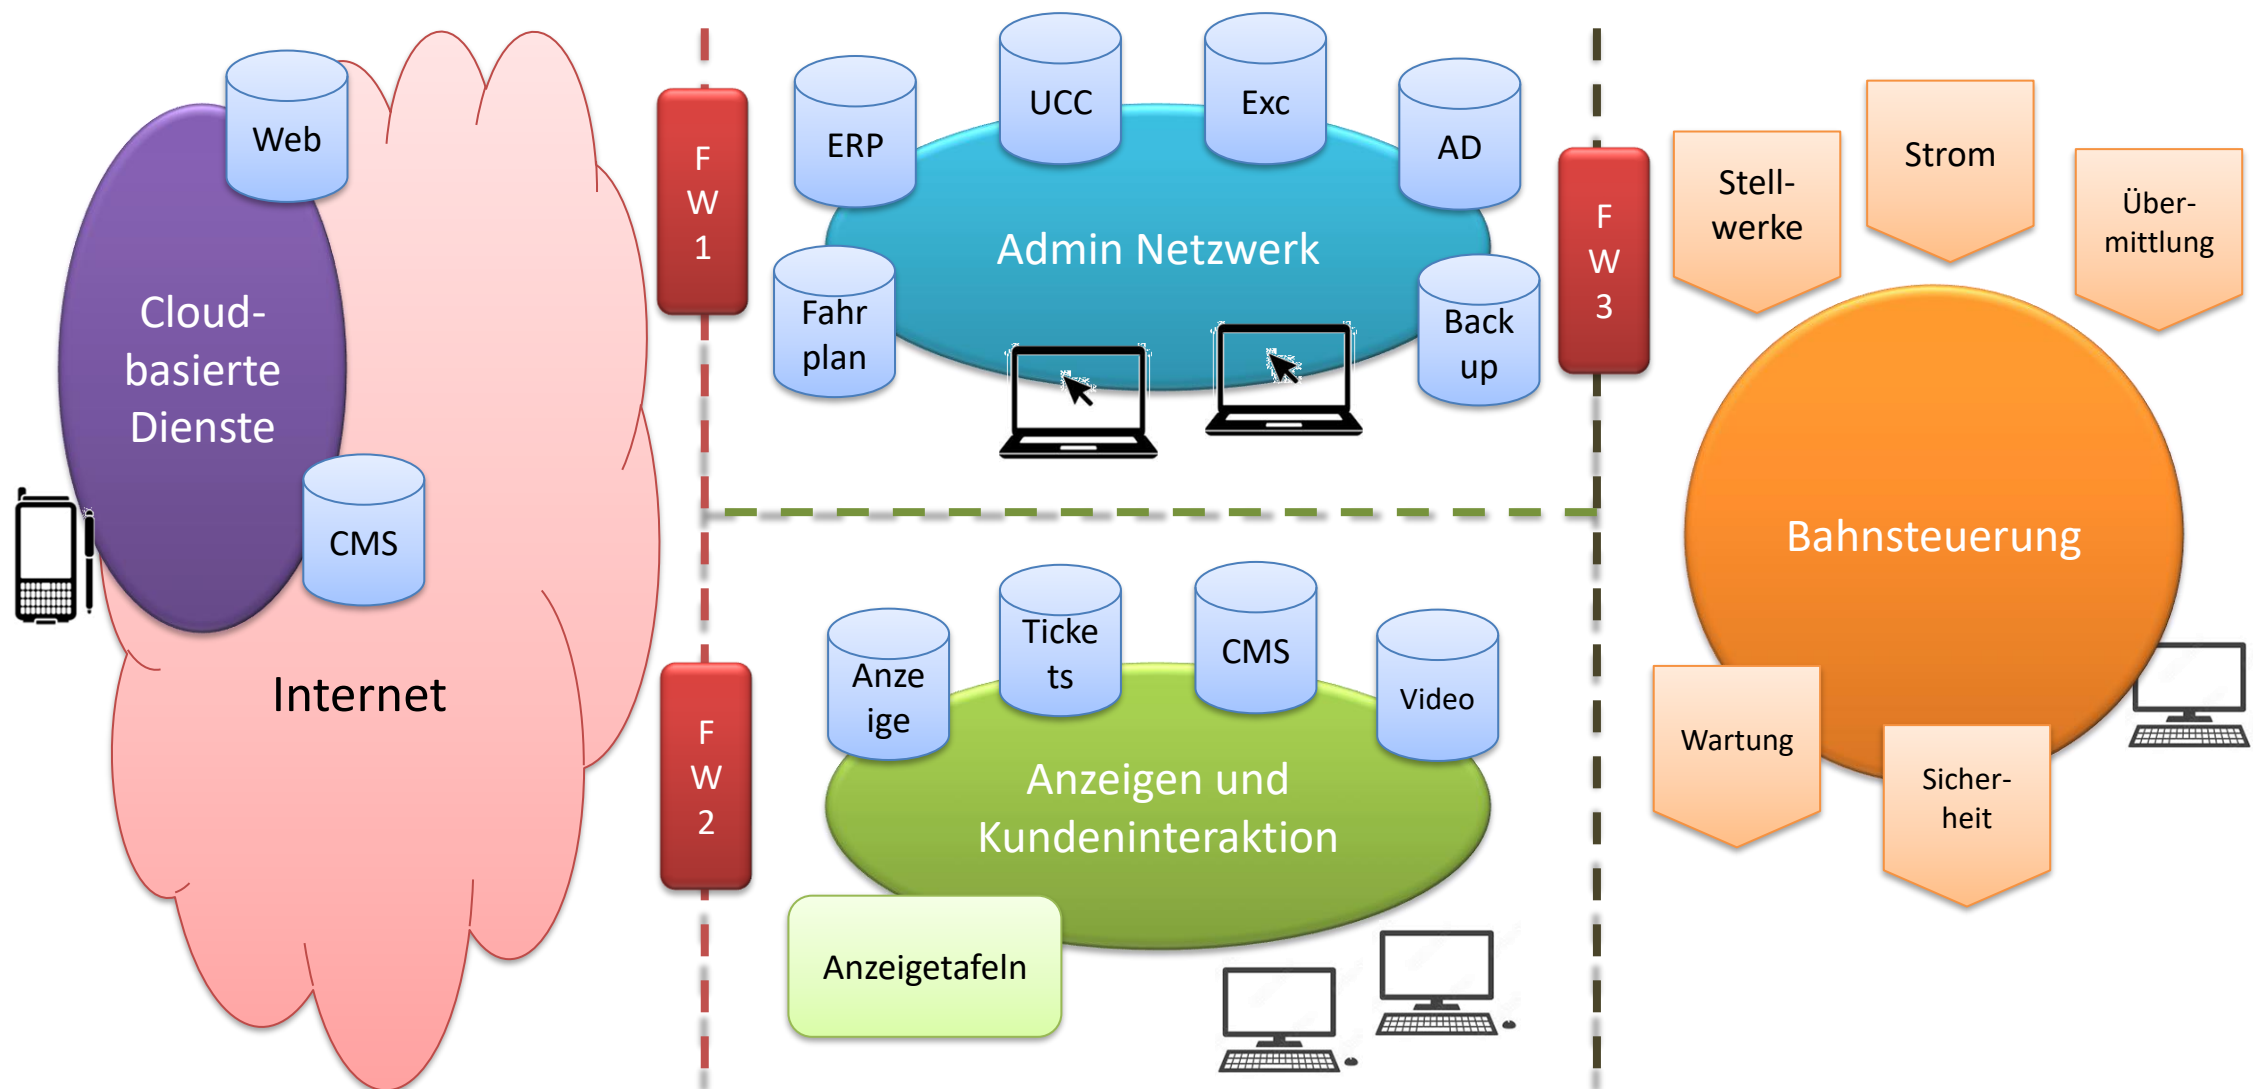 Web
Cloud-
basierte
Dienste
CMS
Internet
F
W
1
F
W
2
ERP
UCC
Exc
AD
Admin Netzwerk
Fahr
plan
Back
up
Anze
ige
Ticke
ts
CMS
Video
Anzeigen und
Kundeninteraktion
Anzeigetafeln
F
W
3
Stell-
werke
Strom
Über-
mittlung
Bahnsteuerung
Wartung
Sicher-
heit